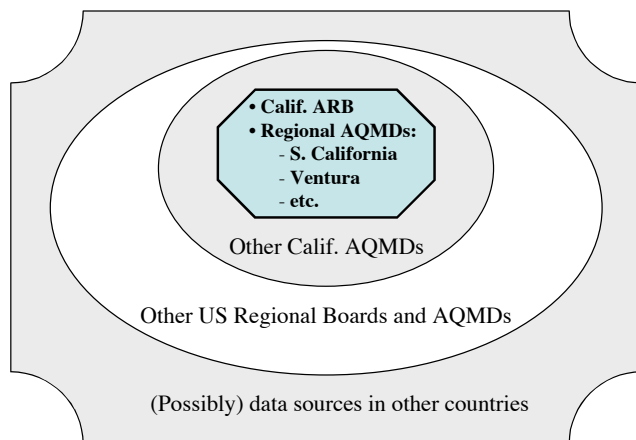 • Calif. ARB
• Regional AQMDs:
- S. California
- Ventura
- etc.
Other Calif. AQMDs
Other US Regional Boards and AQMDs
(Possibly) data sources in other countries